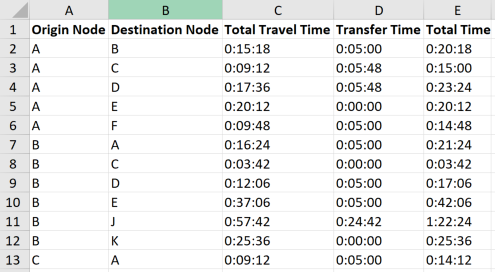 A B C D E
1 Origin Node Destination Node Total Travel Time Transfer Time Total Time
2 A B 0:15:18 0:05:00 0:20:18
3 A C 0:09:12 0:05:48 0:15:00
4 A D 0:17:36 0:05:48 0:23:24
5 A E 0:20:12 0:00:00 0:20:12
6 A F 0:09:48 0:05:00 0:14:48
7 B A 0:16:24 0:05:00 0:21:24
8 B C 0:03:42 0:00:00 0:03:42
9 B D 0:12:06 0:05:00 0:17:06
10 B E 0:37:06 0:05:00 0:42:06
11 B J 0:57:42 0:24:42 1:22:24
12 B K 0:25:36 0:00:00 0:25:36
13 C A 0:09:12 0:05:00 0:14:12